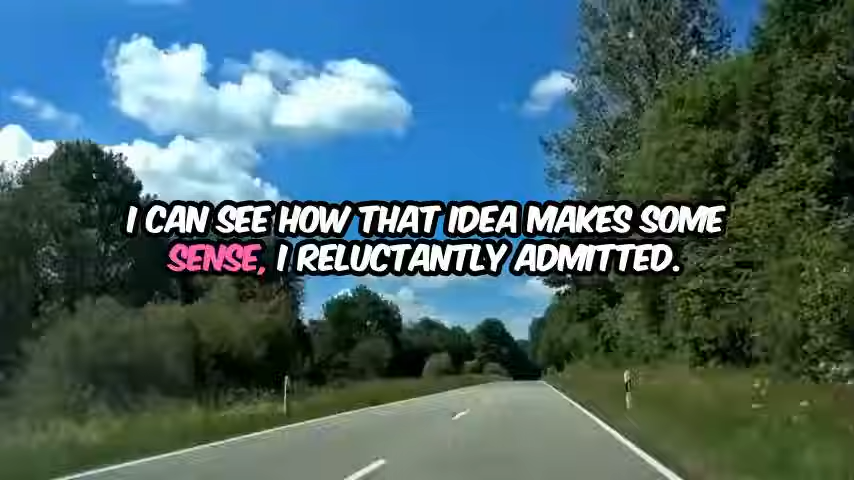 I CAN SEE HOW THAT IDEA MAKES SOME
SENSE, I RELUCTANTLY ADMITTED.